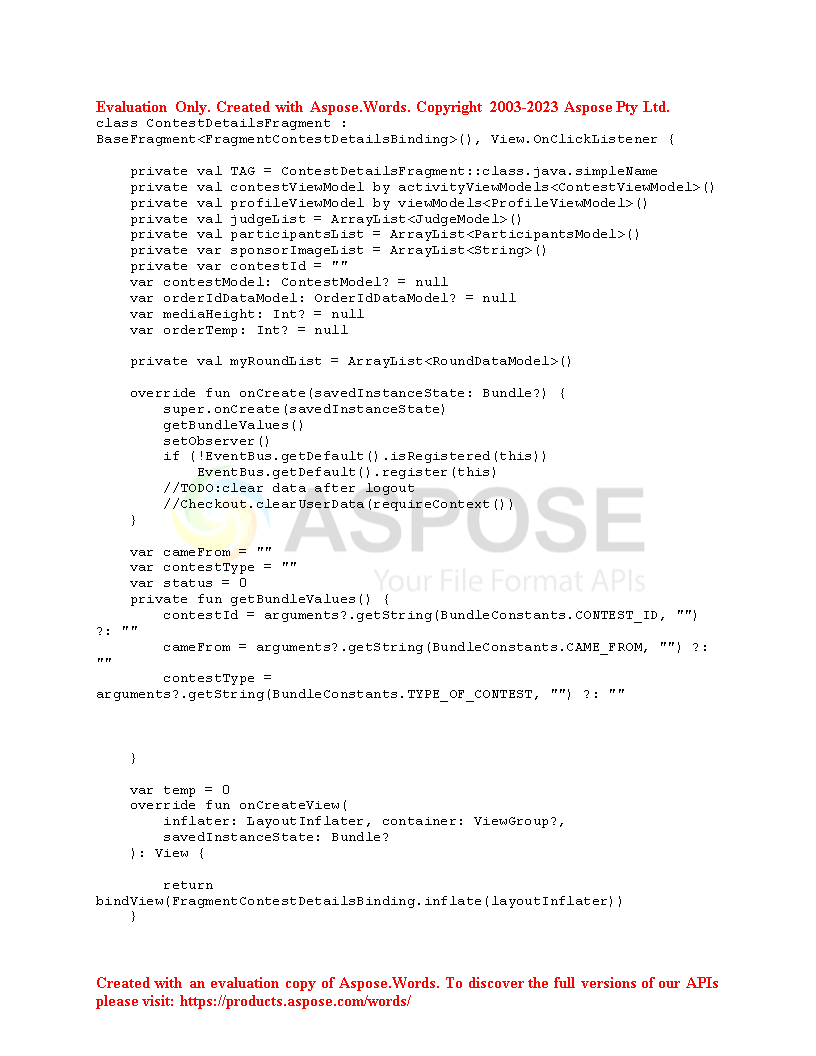 Evaluation Only. Created with Aspose.Words. Copyright 2003-2023 Aspose Pty Ltd.
class ContestDetailsFragment :
BaseFragment<FragmentContestDetailsBinding>(), View.OnClickListener {
    private val TAG = ContestDetailsFragment::class.java.simpleName
    private val contestViewModel by activityViewModels<ContestViewModel>()
    private val profileViewModel by viewModels<ProfileViewModel>()
    private val judgeList = ArrayList<JudgeModel>()
    private val participantsList = ArrayList<ParticipantsModel>()
    private var sponsorImageList = ArrayList<String>()
    private var contestId = ""
    var contestModel: ContestModel? = null
    var orderIdDataModel: OrderIdDataModel? = null
    var mediaHeight: Int? = null
    var orderTemp: Int? = null
    private val myRoundList = ArrayList<RoundDataModel>()
    override fun onCreate(savedInstanceState: Bundle?) {
        super.onCreate(savedInstanceState)
        getBundleValues()
        setObserver()
        if (!EventBus.getDefault().isRegistered(this))
            EventBus.getDefault().register(this)
        //TODO:clear data after logout
        //Checkout.clearUserData(requireContext())
    }
ASPOSE
Your File Format APIs
    var cameFrom = ""
    var contestType = ""
    var status = 0
    private fun getBundleValues() {
        contestId = arguments?.getString(BundleConstants.CONTEST_ID, "")
?: ""
        cameFrom = arguments?.getString(BundleConstants.CAME_FROM, "") ?:
""
        contestType =
arguments?.getString(BundleConstants.TYPE_OF_CONTEST, "") ?: ""
    }
    var temp = 0
    override fun onCreateView(
        inflater: LayoutInflater, container: ViewGroup?,
        savedInstanceState: Bundle?
    ): View {
        return
bindView(FragmentContestDetailsBinding.inflate(layoutInflater))
    }
Created with an evaluation copy of Aspose.Words. To discover the full versions of our APIs
please visit: https://products.aspose.com/words/